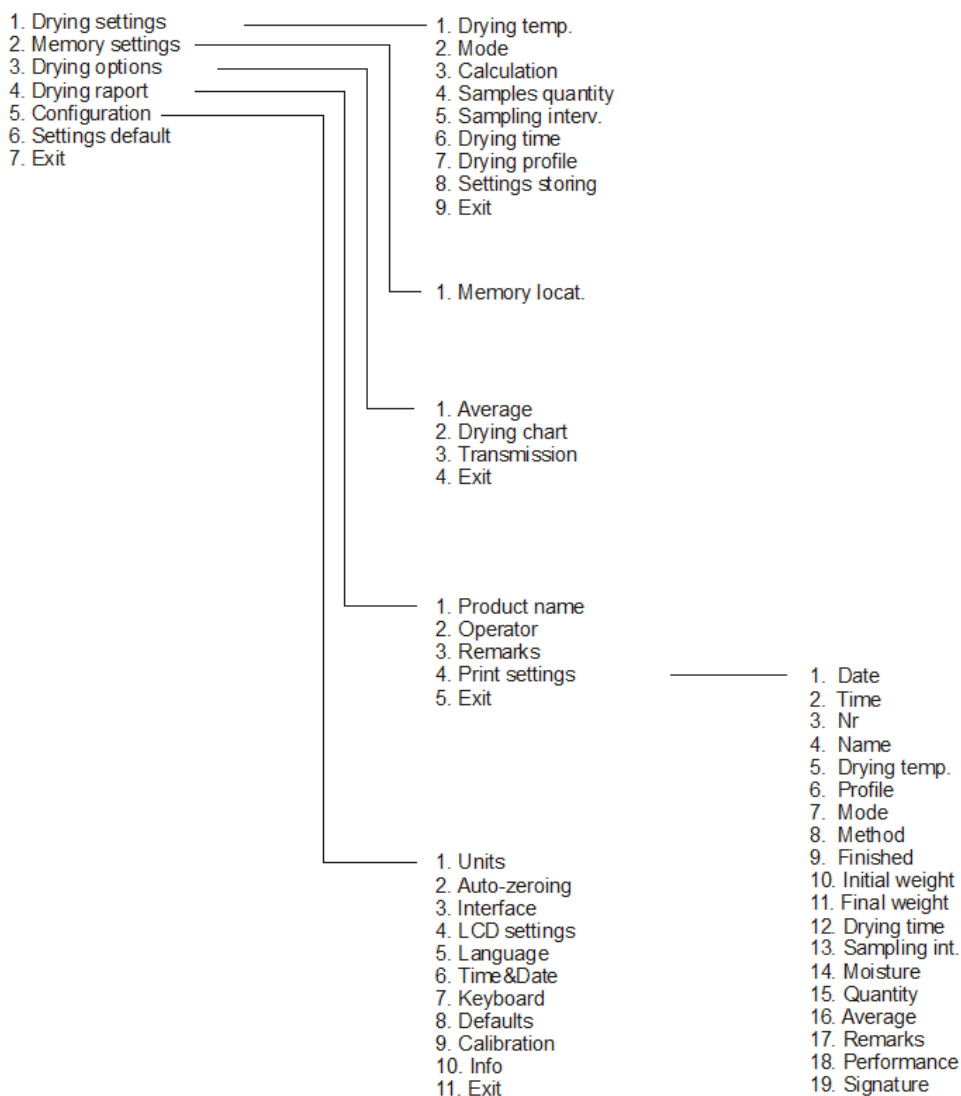 1. Drying settings
2. Memory settings
3. Drying options
4. Drying raport
5. Configuration
6. Settings default
7. Exit
1. Drying temp.
2. Mode
3. Calculation
4. Samples quantity
5. Sampling interv.
6. Drying time
7. Drying profile
8. Settings storing
9. Exit
1. Memory locat.
1. Average
2. Drying chart
3. Transmission
4. Exit
1. Product name
2. Operator
3. Remarks
4. Print settings
5. Exit
1. Date
2. Time
3. Nr
4. Name
5. Drying temp.
6. Profile
7. Mode
8. Method
9. Finished
10. Initial weight
11. Final weight
12. Drying time
13. Sampling int.
14. Moisture
15. Quantity
16. Average
17. Remarks
18. Performance
19. Signature
1. Units
2. Auto-zeroing
3. Interface
4. LCD settings
5. Language
6. Time&Date
7. Keyboard
8. Defaults
9. Calibration
10. Info
11. Exit